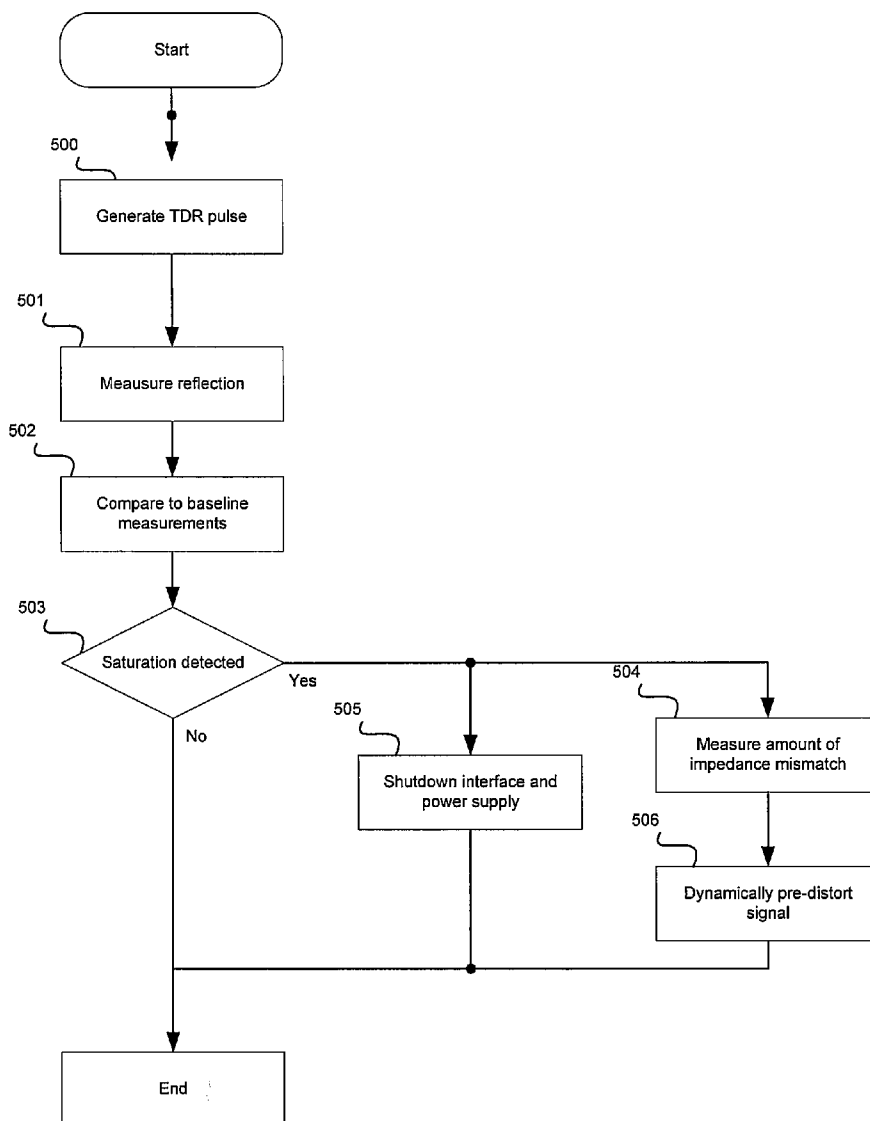 Start
500
Generate TDR pulse
501
Meausure reflection
502
Compare to baseline
measurements
503
Saturation detected
Yes
No
505
Shutdown interface and
power supply
504
Measure amount of
impedance mismatch
506
Dynamically pre-distort
signal
End